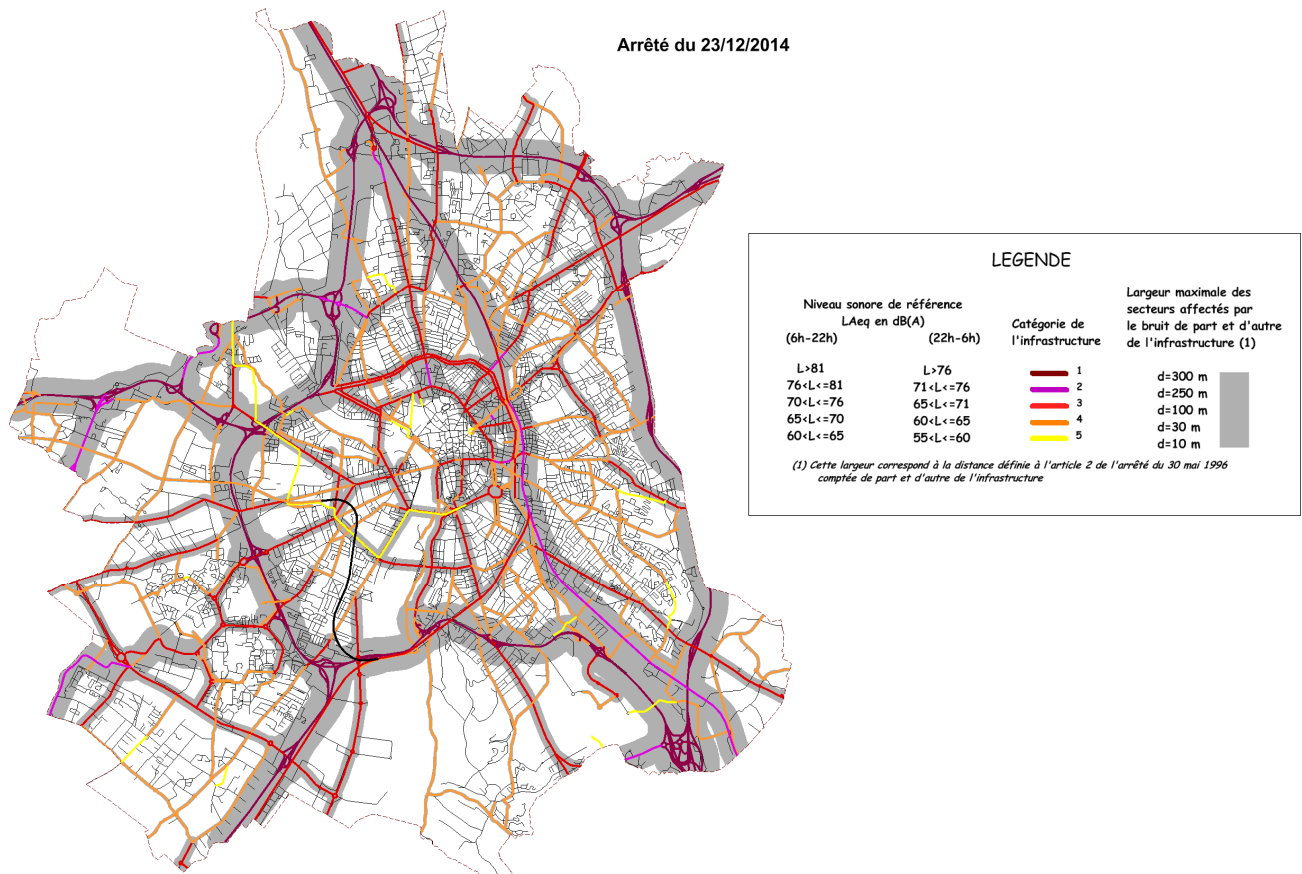 Arrêté du 23/12/2014
LEGENDE
Niveau sonore de référence
LAeq en dB(A)
(6h-22h) (22h-6h)
Catégorie de
l'infrastructure
Largeur maximale des
secteurs affectés par
le bruit de part et d'autre
de l'infrastructure (1)
L>81 L>76 1 d=300 m
76<L<=81 71<L<=76 2 d=250 m
70<L<=76 65<L<=71 3 d=100 m
65<L<=70 60<L<=65 4 d=30 m
60<L<=65 55<L<=60 5 d=10 m
(1) Cette largeur correspond à la distance définie à l'article 2 de l'arrêté du 30 mai 1996
comptée de part et d'autre de l'infrastructure